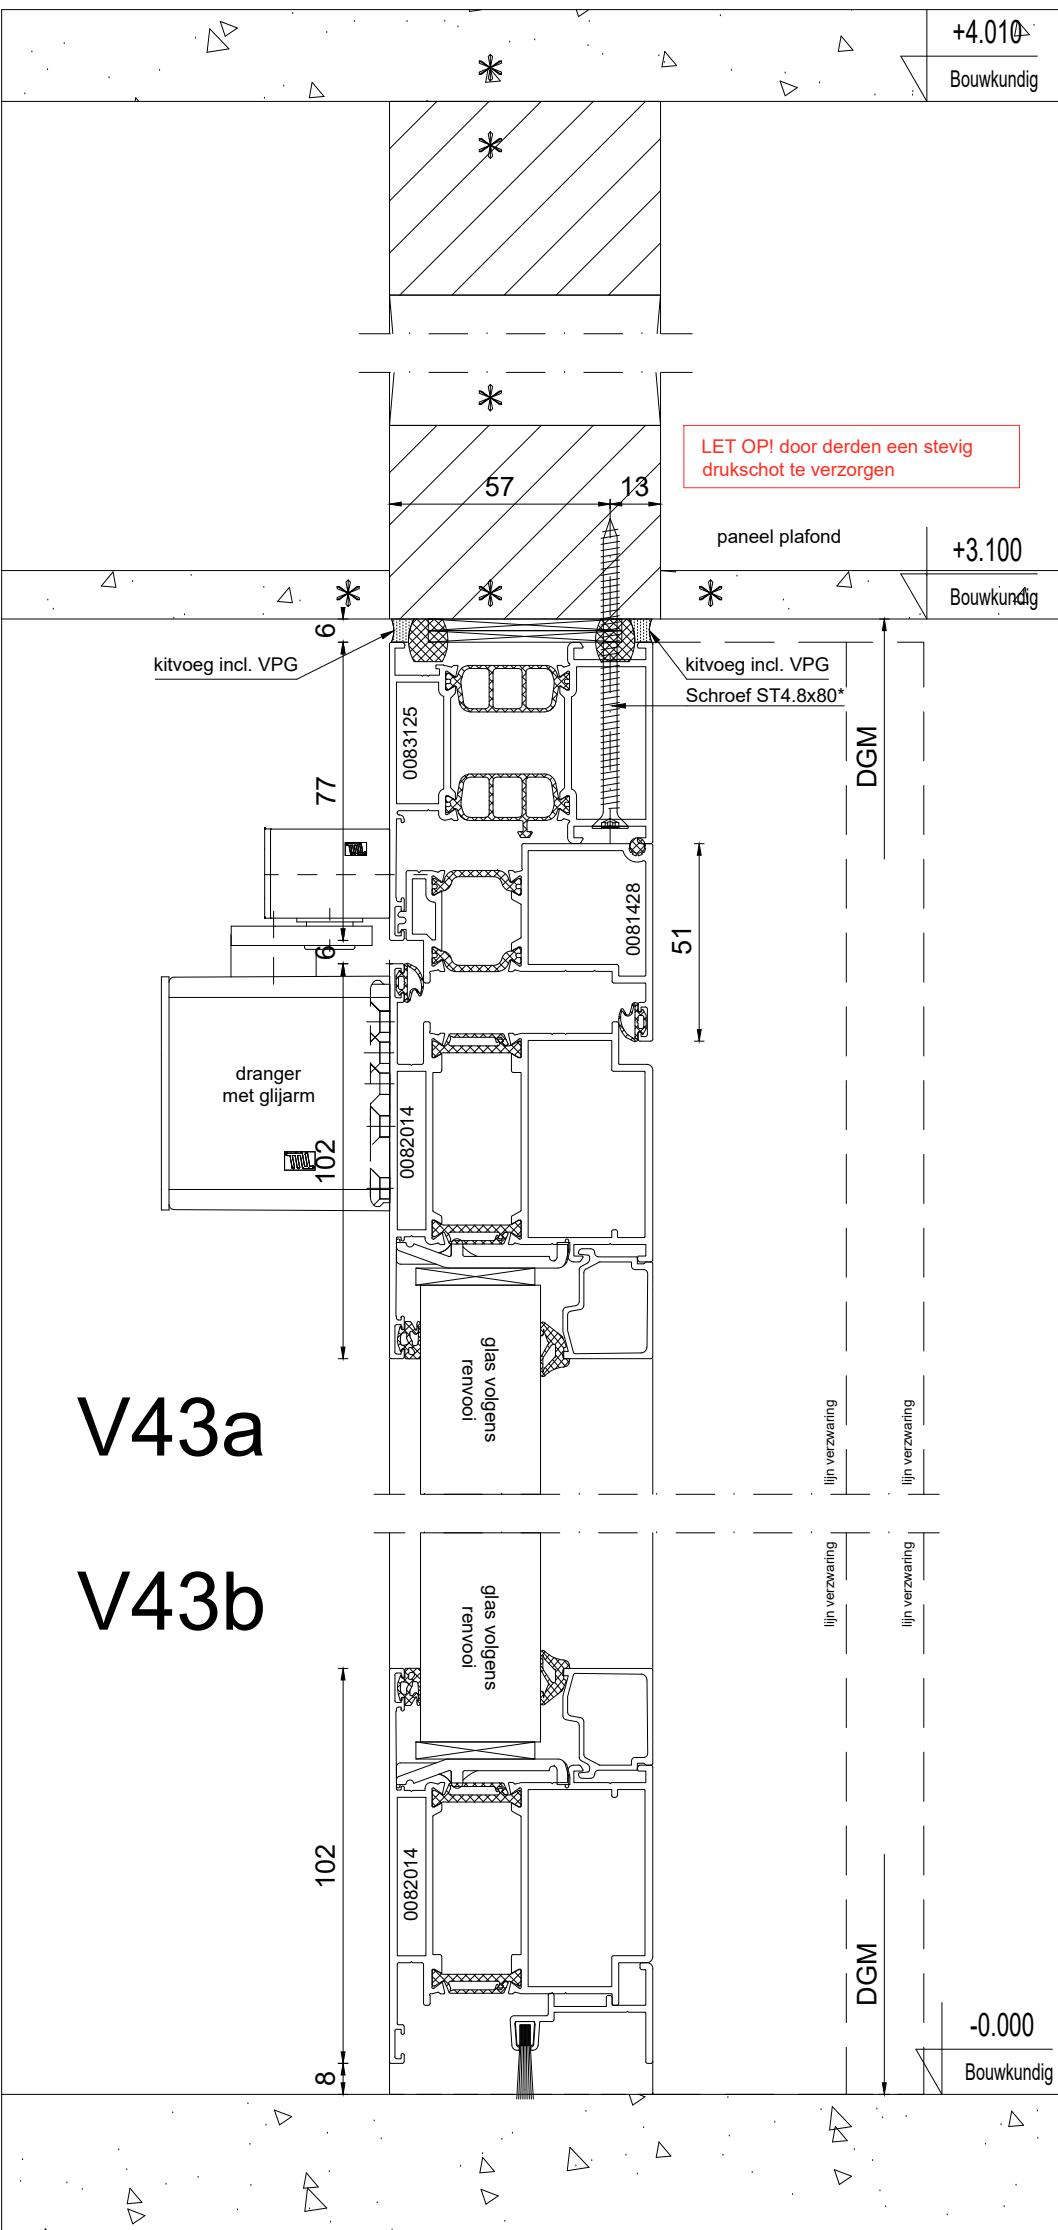 +4.010
Bouwkundig
LET OP! door derden een stevig
drukschot te verzorgen
57
13
paneel plafond
+3.100
Bouwkundig
6
kitvoeg incl. VPG
kitvoeg incl. VPG
Schroef ST4.8x80*
0083125
77
DGM
0081428
51
6
dranger
met glijarm
0082014
102
glas volgens
renvooi
V43a
lijn verzwaring
lijn verzwaring
V43b
glas volgens
renvooi
lijn verzwaring
lijn verzwaring
102
0082014
DGM
-0.000
Bouwkundig
8